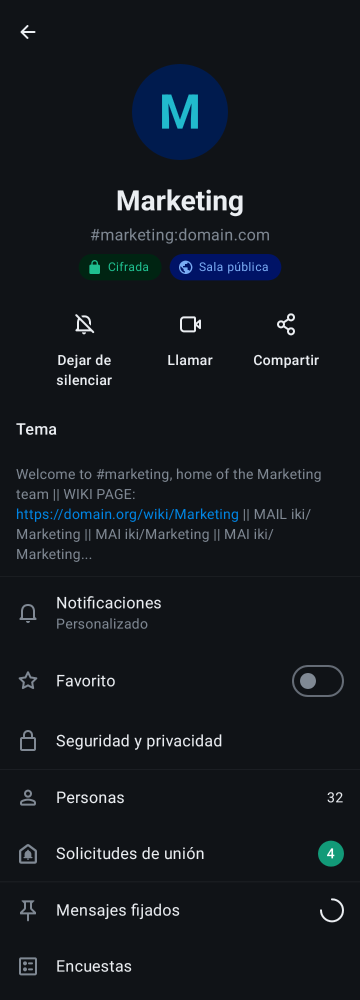 M
Marketing
#marketing:domain.com
Cifrada
Sala pública
Dejar de
silenciar
Llamar
Compartir
Tema
Welcome to #marketing, home of the Marketing
team || WIKI PAGE:
https://domain.org/wiki/Marketing || MAIL iki/
Marketing || MAI iki/Marketing || MAI iki/
Marketing...
Notificaciones
Personalizado
Favorito
Seguridad y privacidad
Personas
32
Solicitudes de unión
4
Mensajes fijados
Encuestas